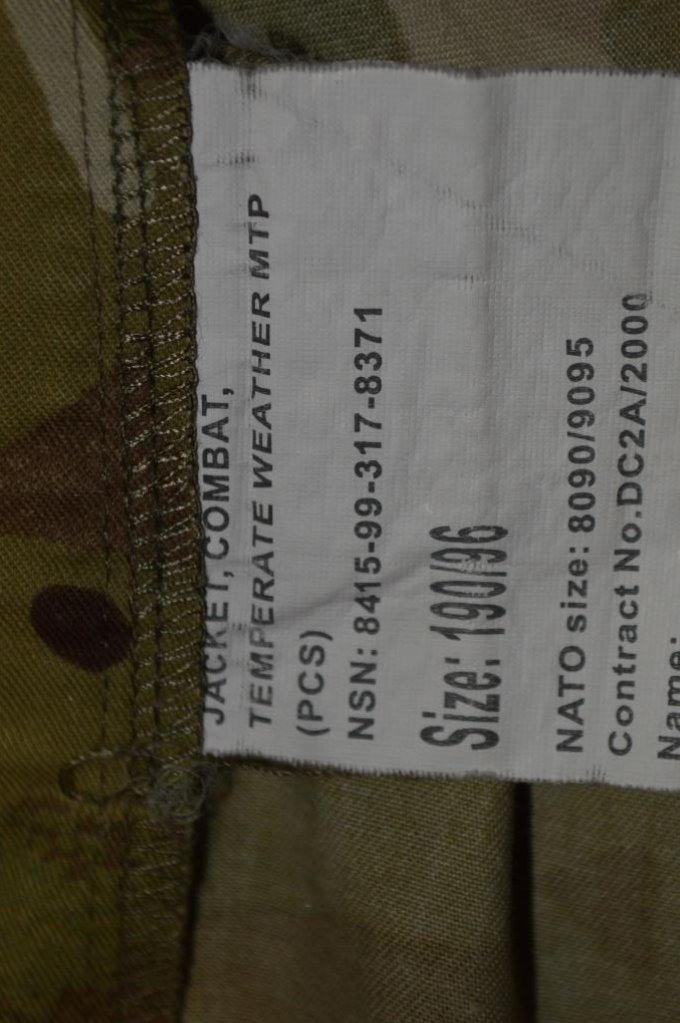 JACKET, COMBAT,
TEMPERATE WEATHER MTP
(PCS)
NSN: 8415-99-317-8371
Size: 190/96
NATO size: 8090/9095
Contract No.DC2A/2000
Name: